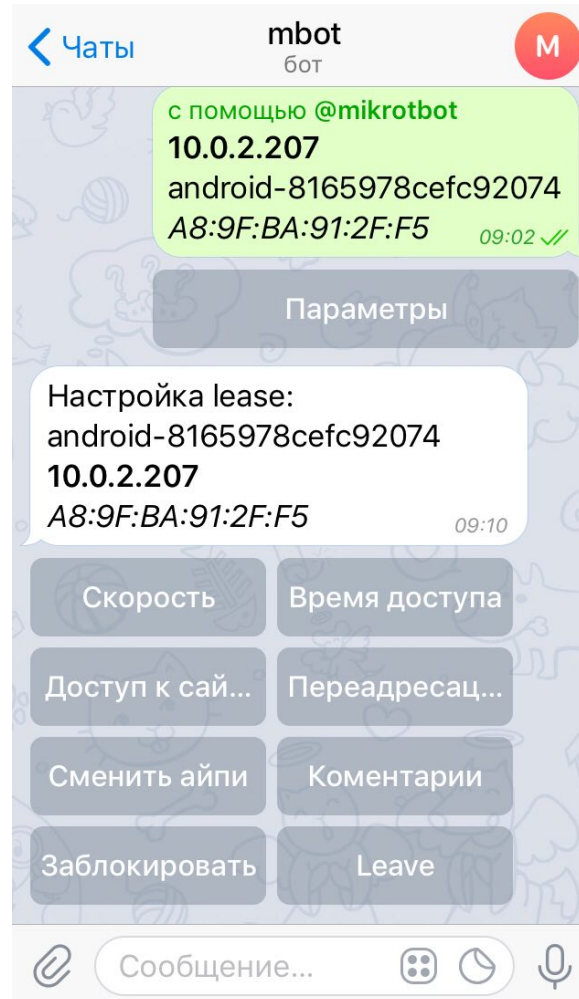 Чаты
mbot
бот
M
с помощью @mikrotbot
10.0.2.207
android-8165978cefc92074
A8:9F:BA:91:2F:F5
09:02
Параметры
Настройка lease:
android-8165978cefc92074
10.0.2.207
A8:9F:BA:91:2F:F5
09:10
Скорость Время доступа
Доступ к сай... Переадресац...
Сменить айпи Коментарии
Заблокировать Leave
Сообщение...